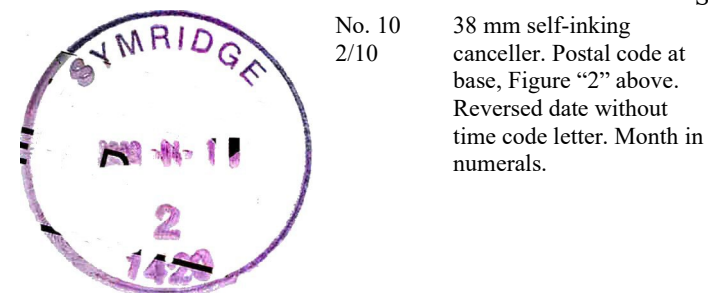 SYMRIDGE
2
1420
No. 10
2/10
38 mm self-inking
canceller. Postal code at
base, Figure “2” above.
Reversed date without
time code letter. Month in
numerals.